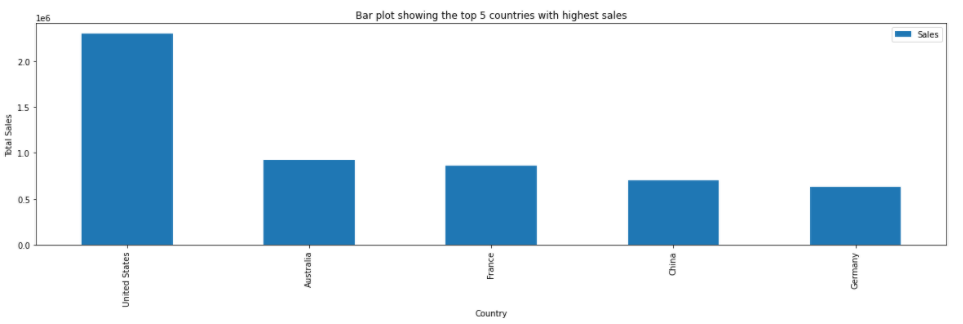 Bar plot showing the top 5 countries with highest sales
1e6
Sales
Total Sales
2.0
1.5
1.0
0.5
0.0
United States
Australia
France
China
Germany
Country